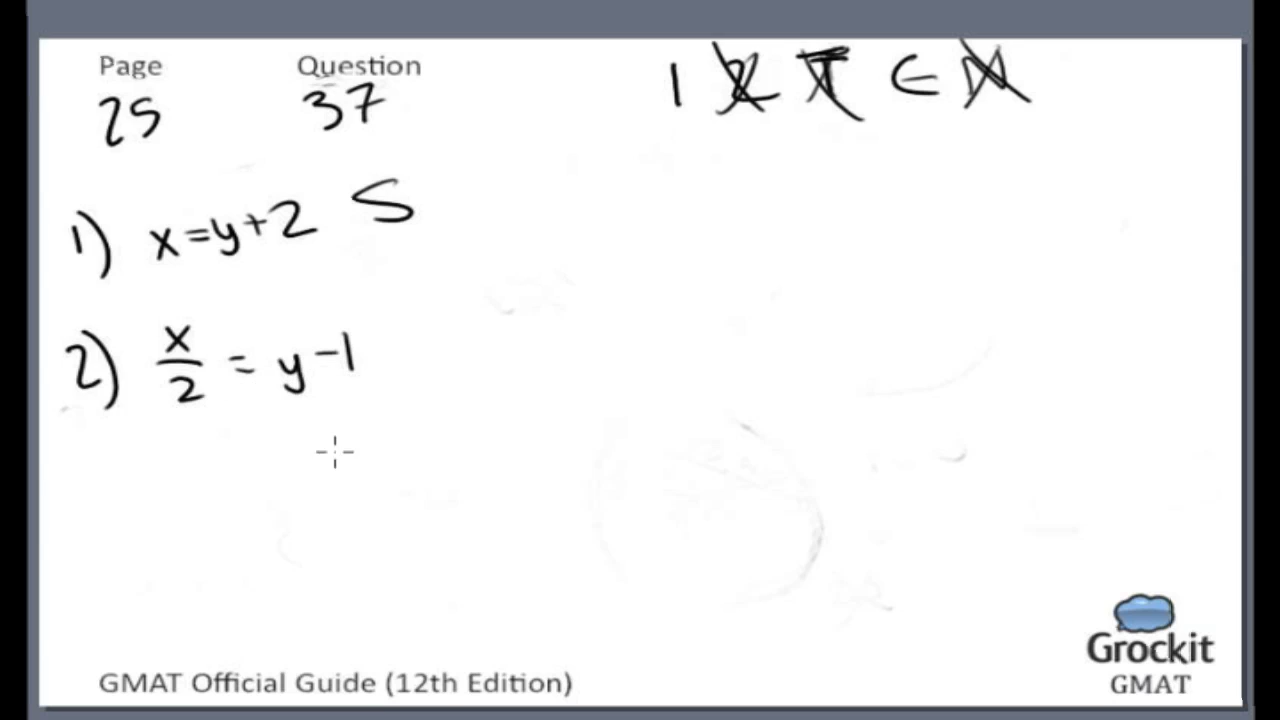 Page Question
25 37
1 2 T E N
1) x=y+2 S
2) x/2 = y-1
Grockit
GMAT
GMAT Official Guide (12th Edition)